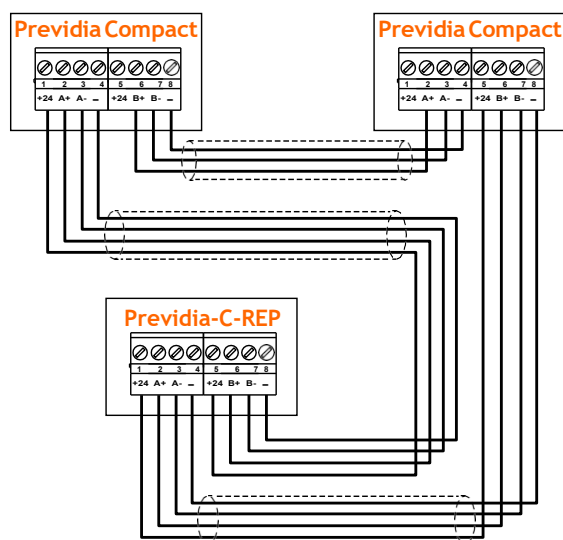 Previdia Compact
1 2 3 4 5 6 7 8
+24 A+ A- – +24 B+ B- –
Previdia Compact
1 2 3 4 5 6 7 8
+24 A+ A- – +24 B+ B- –
Previdia-C-REP
1 2 3 4 5 6 7 8
+24 A+ A- – +24 B+ B- –